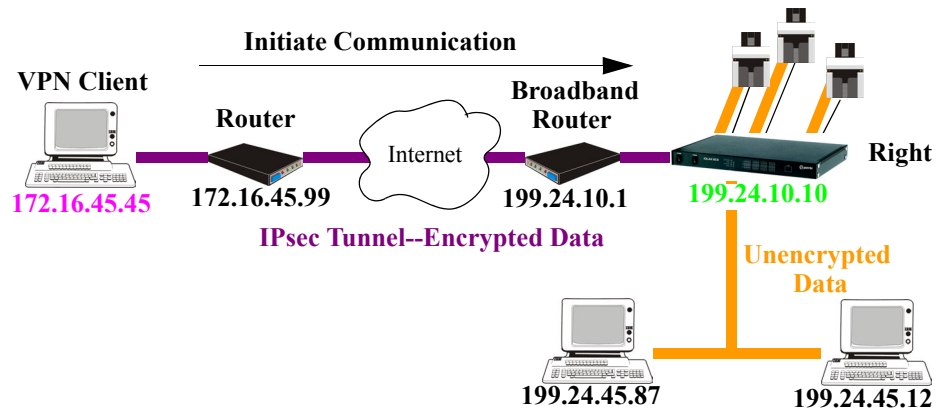 Initiate Communication
VPN Client
Router
Internet
Broadband
Router
Right
172.16.45.45
172.16.45.99
199.24.10.1
199.24.10.10
IPsec Tunnel--Encrypted Data
Unencrypted
Data
199.24.45.87
199.24.45.12